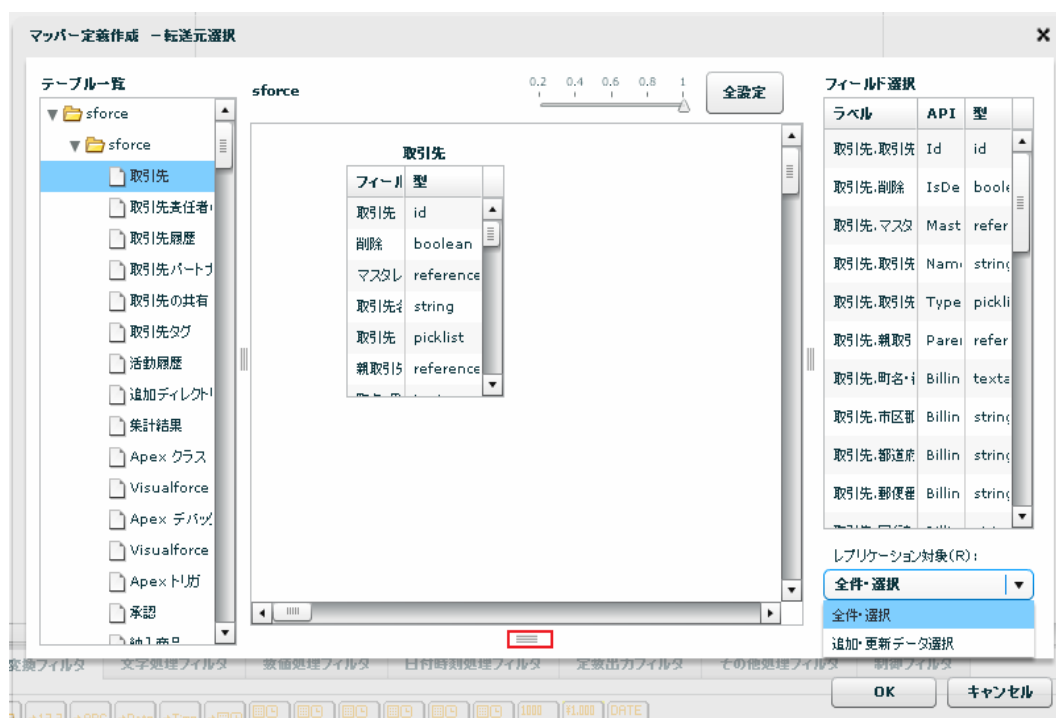 マッパー定義作成 －転送元選択
テーブル一覧
sforce
sforce
取引先
取引先責任者
取引先履歴
取引先パートナ
取引先の共有
取引先タグ
活動履歴
追加ディレクトリ
集計結果
Apex クラス
Visualforce
Apex デバッグ
Visualforce
Apex トリガ
承認
納入商品
sforce
0.2 0.4 0.6 0.8 1
全設定
取引先
フィール 型
取引先 id
削除 boolean
マスタレ reference
取引先名 string
取引先 picklist
親取引先 reference
フィールド選択
ラベル API 型
取引先.取引先 Id id
取引先.削除 IsDe boole
取引先.マスタ Mast refer
取引先.取引先 Name string
取引先.取引先 Type pickli
取引先.親取引 Pare refer
取引先.町名・ Billin texta
取引先.市区郡 Billin string
取引先.都道府 Billin string
取引先.郵便番 Billin string
レプリケーション対象(R)：
全件・選択
全件・選択
追加・更新データ選択
変換フィルタ 文字処理フィルタ 数値処理フィルタ 日付時刻処理フィルタ 定数出力フィルタ その他処理フィルタ 制御フィルタ
OK キャンセル
1000 ¥1,000 DATE